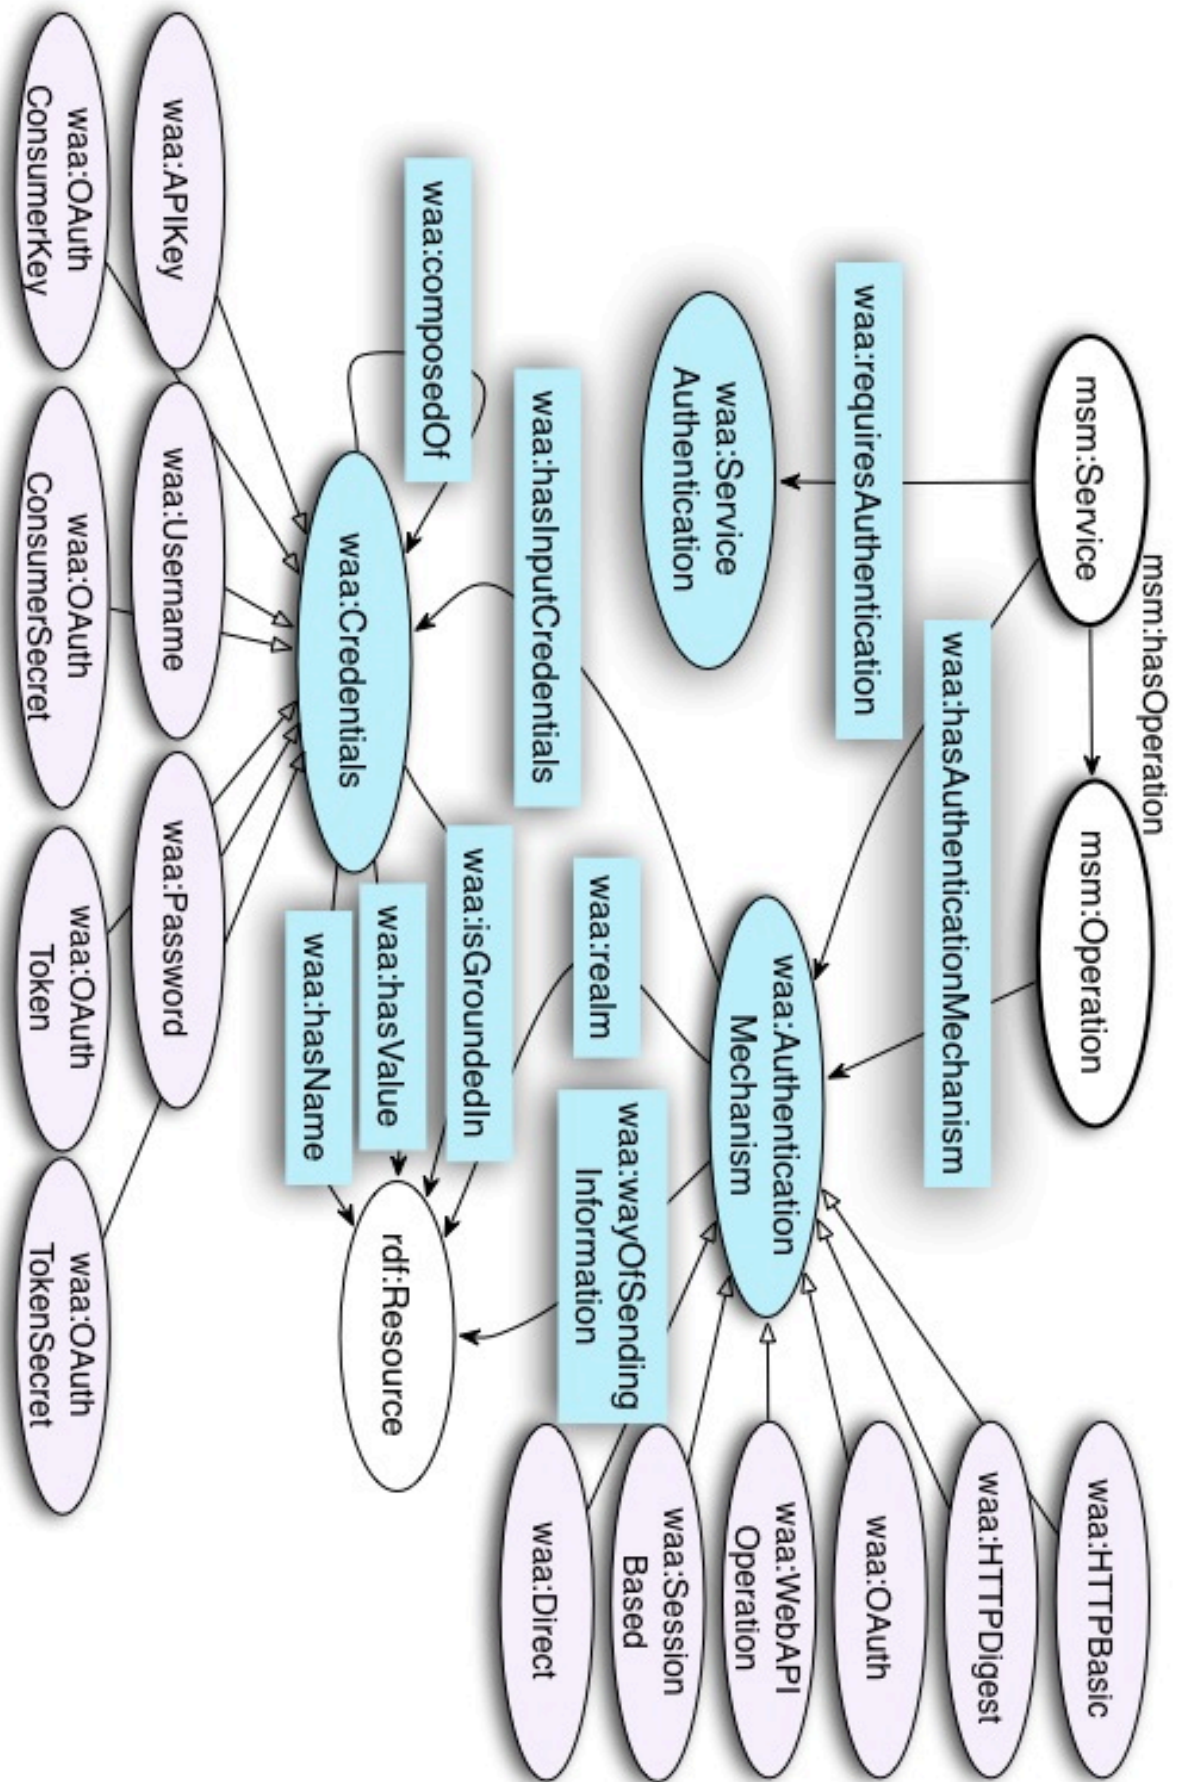 msm:hasOperation
msm:Service
msm:Operation
waa:HTTPBasic
waa:hasAuthenticationMechanism
waa:HTTPDigest
waa:requiresAuthentication
waa:OAuth
waa:Service
Authentication
waa:Authentication
Mechanism
waa:WebAPI
Operation
waa:Session
Based
waa:wayOfSending
Information
waa:realm
waa:hasInputCredentials
waa:Direct
waa:composedOf
waa:isGroundedIn
waa:hasValue
waa:hasName
waa:Credentials
rdf:Resource
waa:APIKey
waa:Username
waa:Password
waa:OAuth
ConsumerKey
waa:OAuth
ConsumerSecret
waa:OAuth
Token
waa:OAuth
TokenSecret